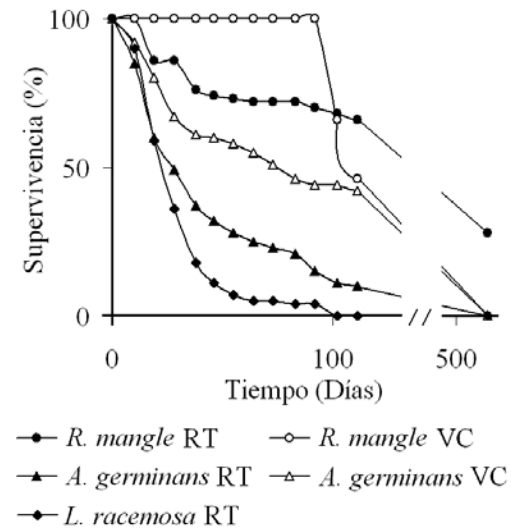 100
50
0
Supervivencia (%)
0 100 // 500
Tiempo (Días)
R. mangle RT R. mangle VC
A. germinans RT A. germinans VC
L. racemosa RT